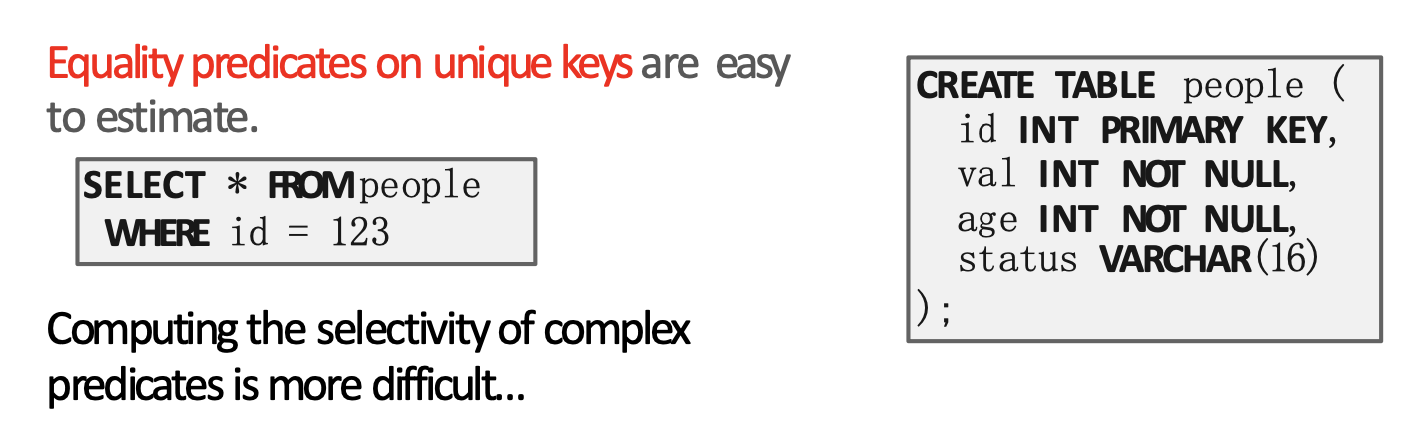 Equality predicates on unique keys are easy
to estimate.
SELECT * FROM people
WHERE id = 123
Computing the selectivity of complex
predicates is more difficult…
CREATE TABLE people (
id INT PRIMARY KEY,
val INT NOT NULL,
age INT NOT NULL,
status VARCHAR(16)
);